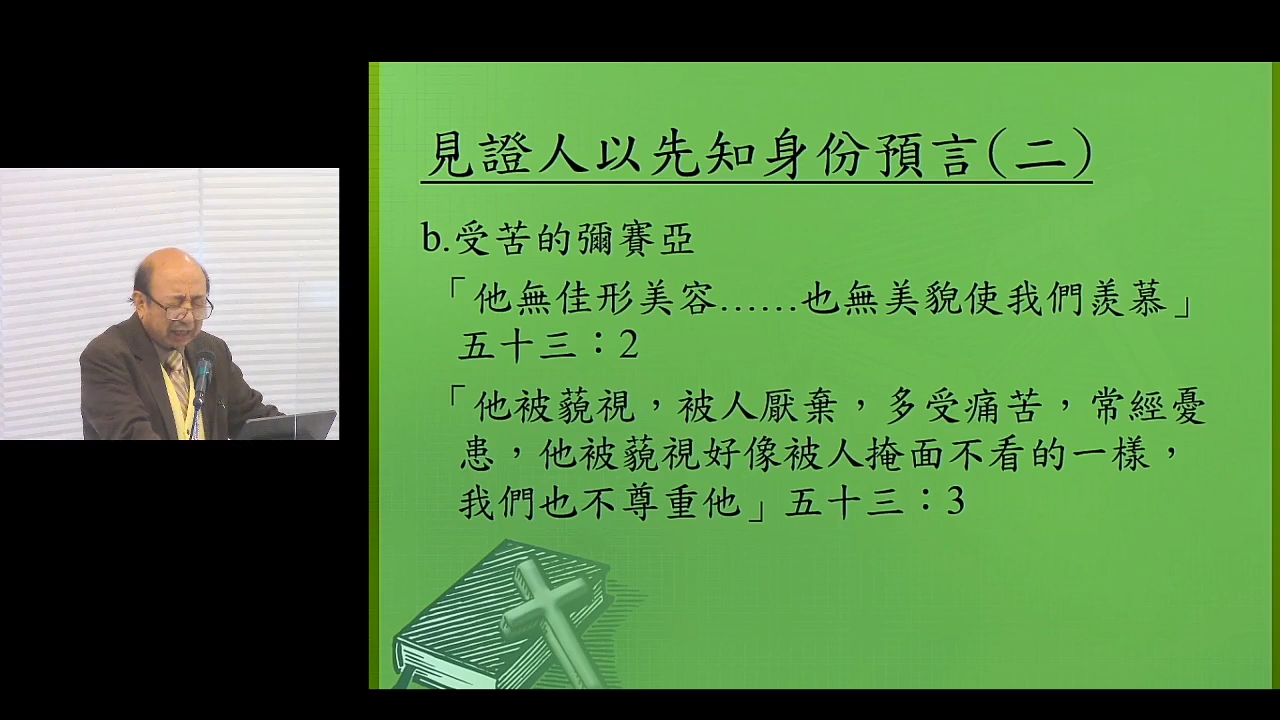 見證人以先知身份預言(二)
b.受苦的彌賽亞
「他無佳形美容……也無美貌使我們羨慕」
五十三：2
「他被藐視，被人厭棄，多受痛苦，常經憂
患，他被藐視好像被人掩面不看的一樣，
我們也不尊重他」五十三：3